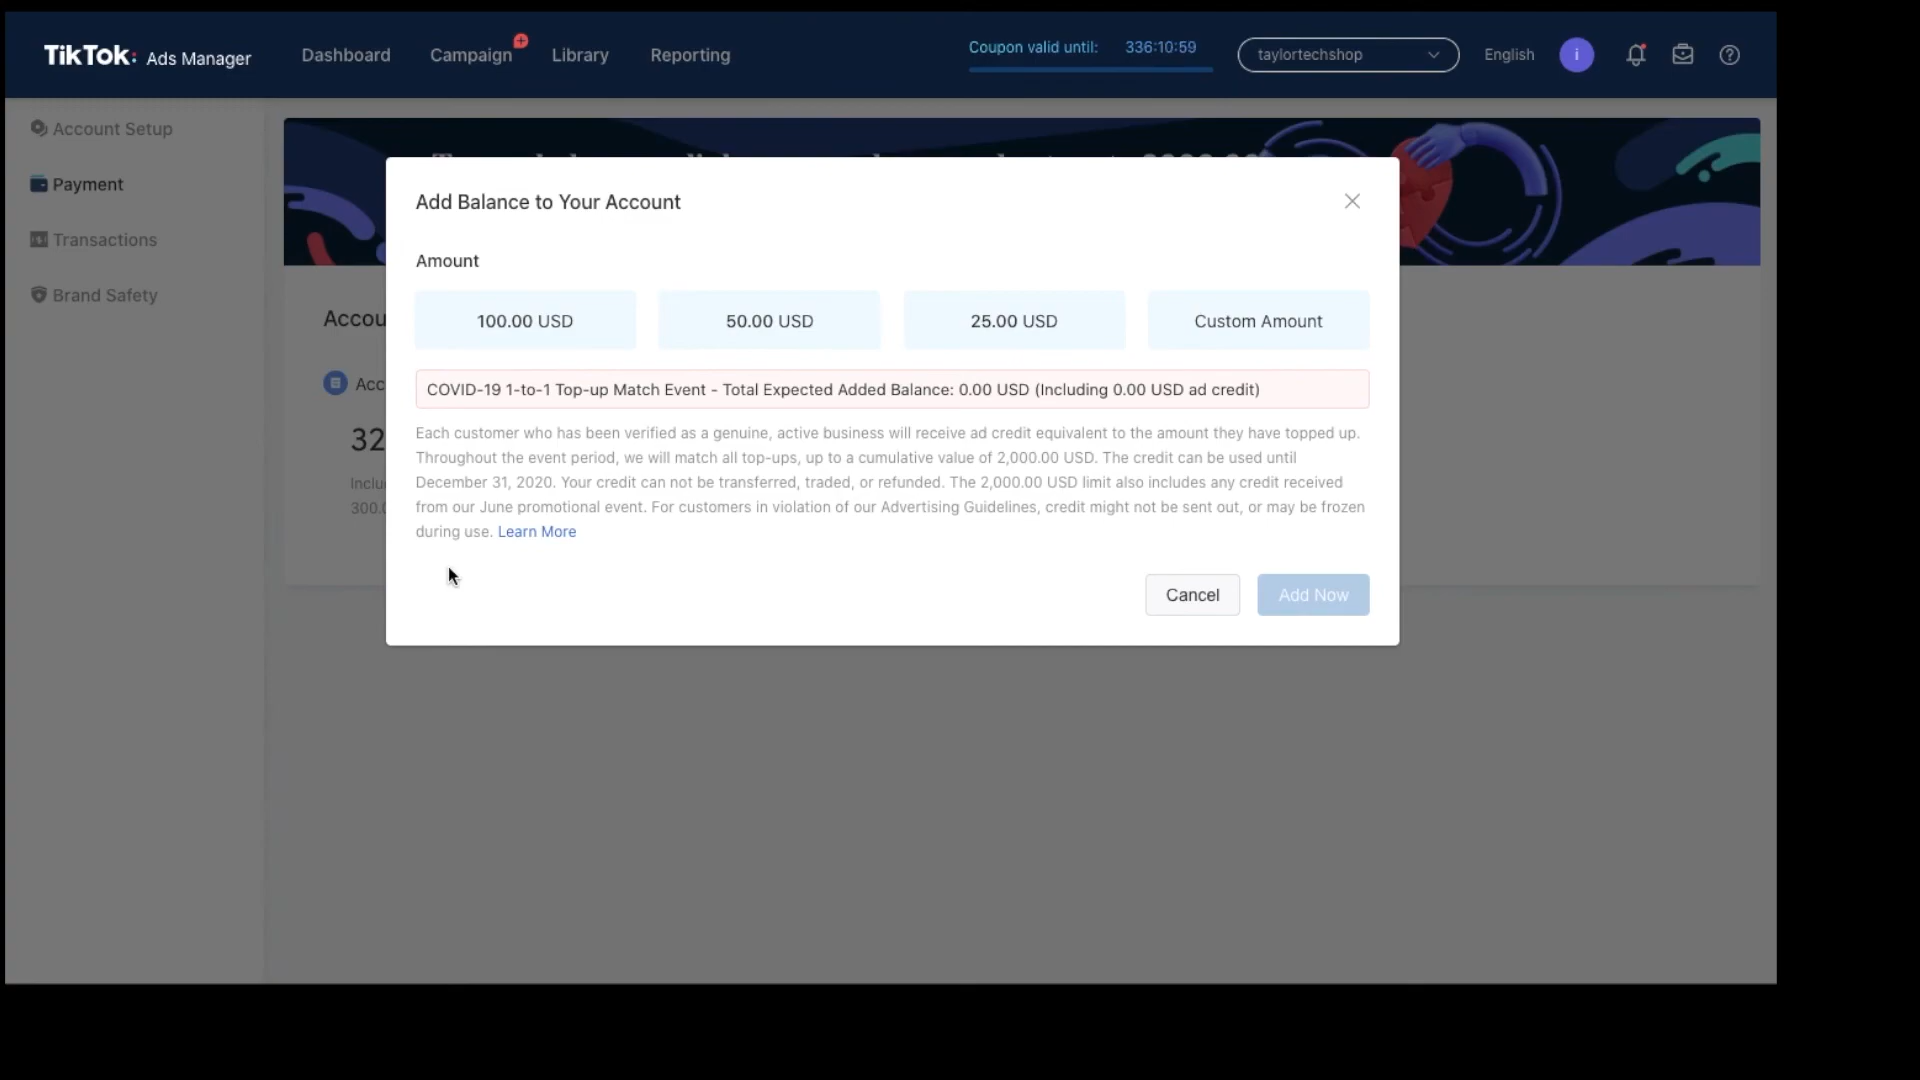 TikTok: Ads Manager
Dashboard
Campaign
Library
Reporting
Coupon valid until: 336:10:59
taylortechshop
English
i
Account Setup
Payment
Transactions
Brand Safety
Add Balance to Your Account
Amount
100.00 USD
50.00 USD
25.00 USD
Custom Amount
COVID-19 1-to-1 Top-up Match Event - Total Expected Added Balance: 0.00 USD (Including 0.00 USD ad credit)
Each customer who has been verified as a genuine, active business will receive ad credit equivalent to the amount they have topped up.
Throughout the event period, we will match all top-ups, up to a cumulative value of 2,000.00 USD. The credit can be used until
December 31, 2020. Your credit can not be transferred, traded, or refunded. The 2,000.00 USD limit also includes any credit received
from our June promotional event. For customers in violation of our Advertising Guidelines, credit might not be sent out, or may be frozen
during use. Learn More
Cancel
Add Now
Accou
Acc
32
Inclu
300.0